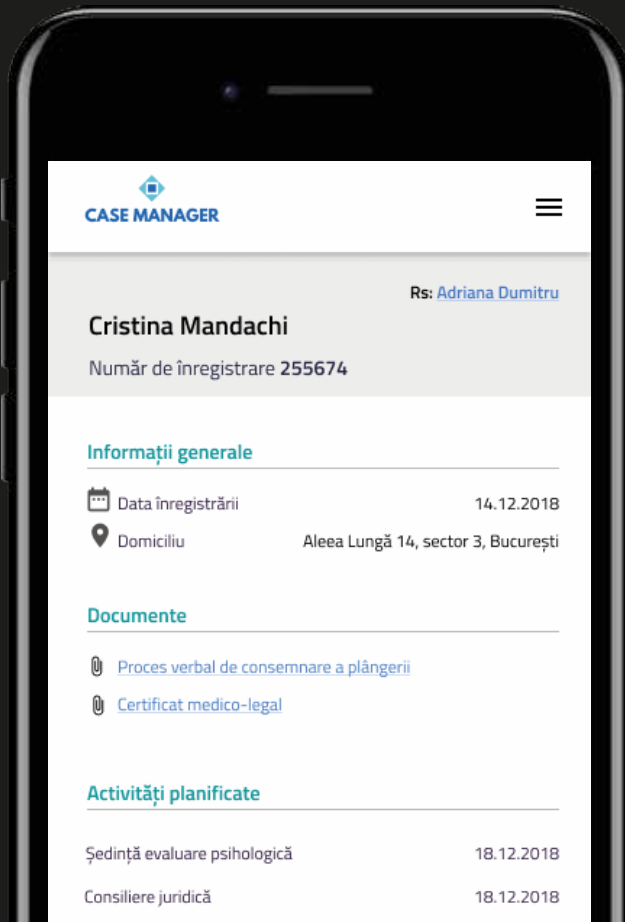 CASE MANAGER
Rs: Adriana Dumitru
Cristina Mandachi
Număr de înregistrare 255674
Informații generale
Data înregistrării 14.12.2018
Domiciliu Aleea Lungă 14, sector 3, București
Documente
Proces verbal de consemnare a plângerii
Certificat medico-legal
Activități planificate
Ședință evaluare psihologică 18.12.2018
Consiliere juridică 18.12.2018